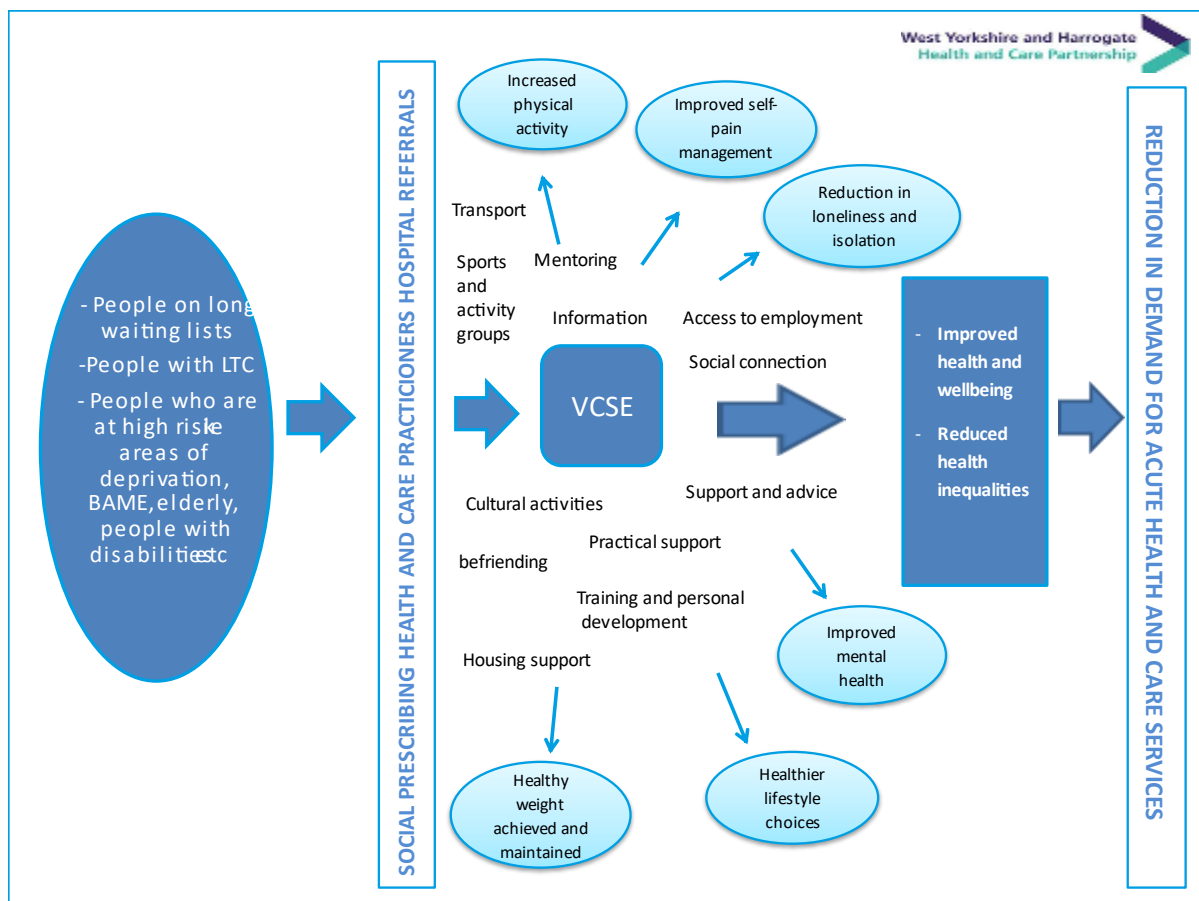 West Yorkshire and Harrogate
Health and Care Partnership
- People on long
waiting lists
-People with LTC
- People who are
at high risk
areas of
deprivation,
BAME, elderly,
people with
disabilities etc
SOCIAL PRESCRIBING HEALTH AND CARE PRACTITIONERS HOSPITAL REFERRALS
Increased
physical
activity
Improved self-
pain
management
Reduction in
loneliness and
isolation
Transport
Mentoring
Sports
and
activity
groups
Information
Access to employment
Social connection
VCSE
Support and advice
Cultural activities
Practical support
befriending
Training and personal
development
Housing support
Improved
mental
health
Healthy
weight
achieved and
maintained
Healthier
lifestyle
choices
- Improved
health and
wellbeing
- Reduced
health
inequalities
REDUCTION IN DEMAND FOR ACUTE HEALTH AND CARE SERVICES